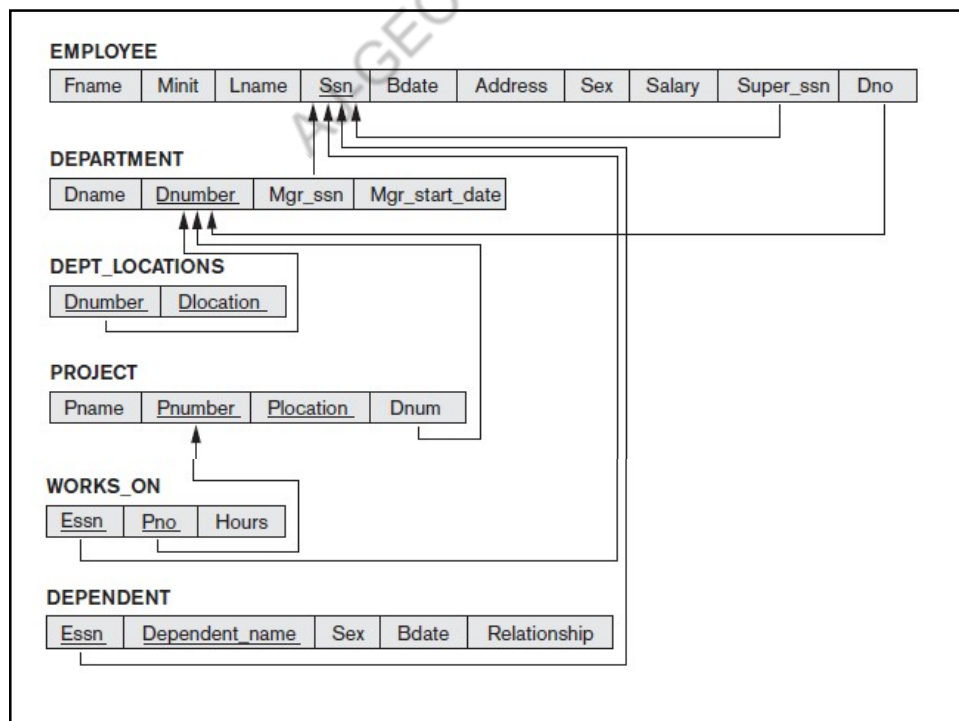 EMPLOYEE
Fname Minit Lname Ssn Bdate Address Sex Salary Super_ssn Dno
DEPARTMENT
Dname Dnumber Mgr_ssn Mgr_start_date
DEPT_LOCATIONS
Dnumber Dlocation
PROJECT
Pname Pnumber Plocation Dnum
WORKS_ON
Essn Pno Hours
DEPENDENT
Essn Dependent_name Sex Bdate Relationship